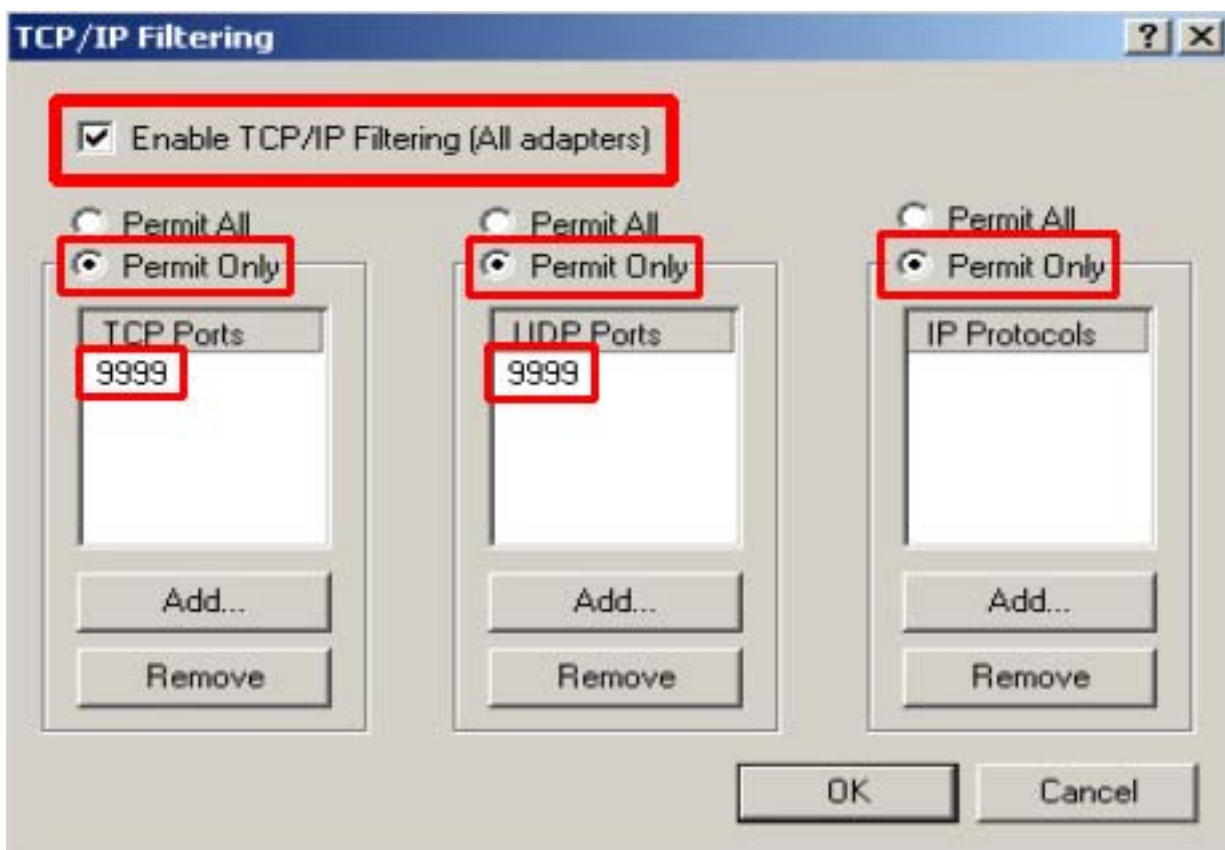 TCP/IP Filtering
Enable TCP/IP Filtering (All adapters)
Permit All
Permit Only
TCP Ports
9999
Add...
Remove
Permit All
Permit Only
UDP Ports
9999
Add...
Remove
Permit All
Permit Only
IP Protocols
Add...
Remove
OK
Cancel